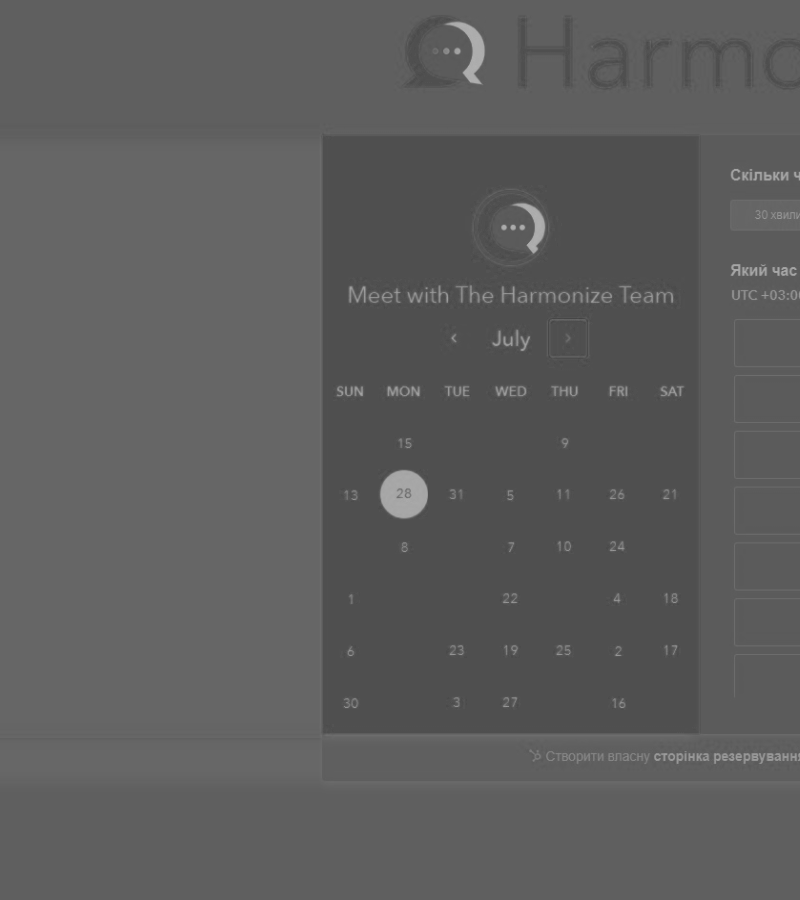 Harmo
Meet with The Harmonize Team
July
SUN MON TUE WED THU FRI SAT
15 9
13 28 31 5 11 26 21
8 7 10 24
1 22 4 18
6 23 19 25 2 17
30 3 27 16
Скільки ч
30 хвили
Який час
UTC +03:00
Створити власну сторінка резервування